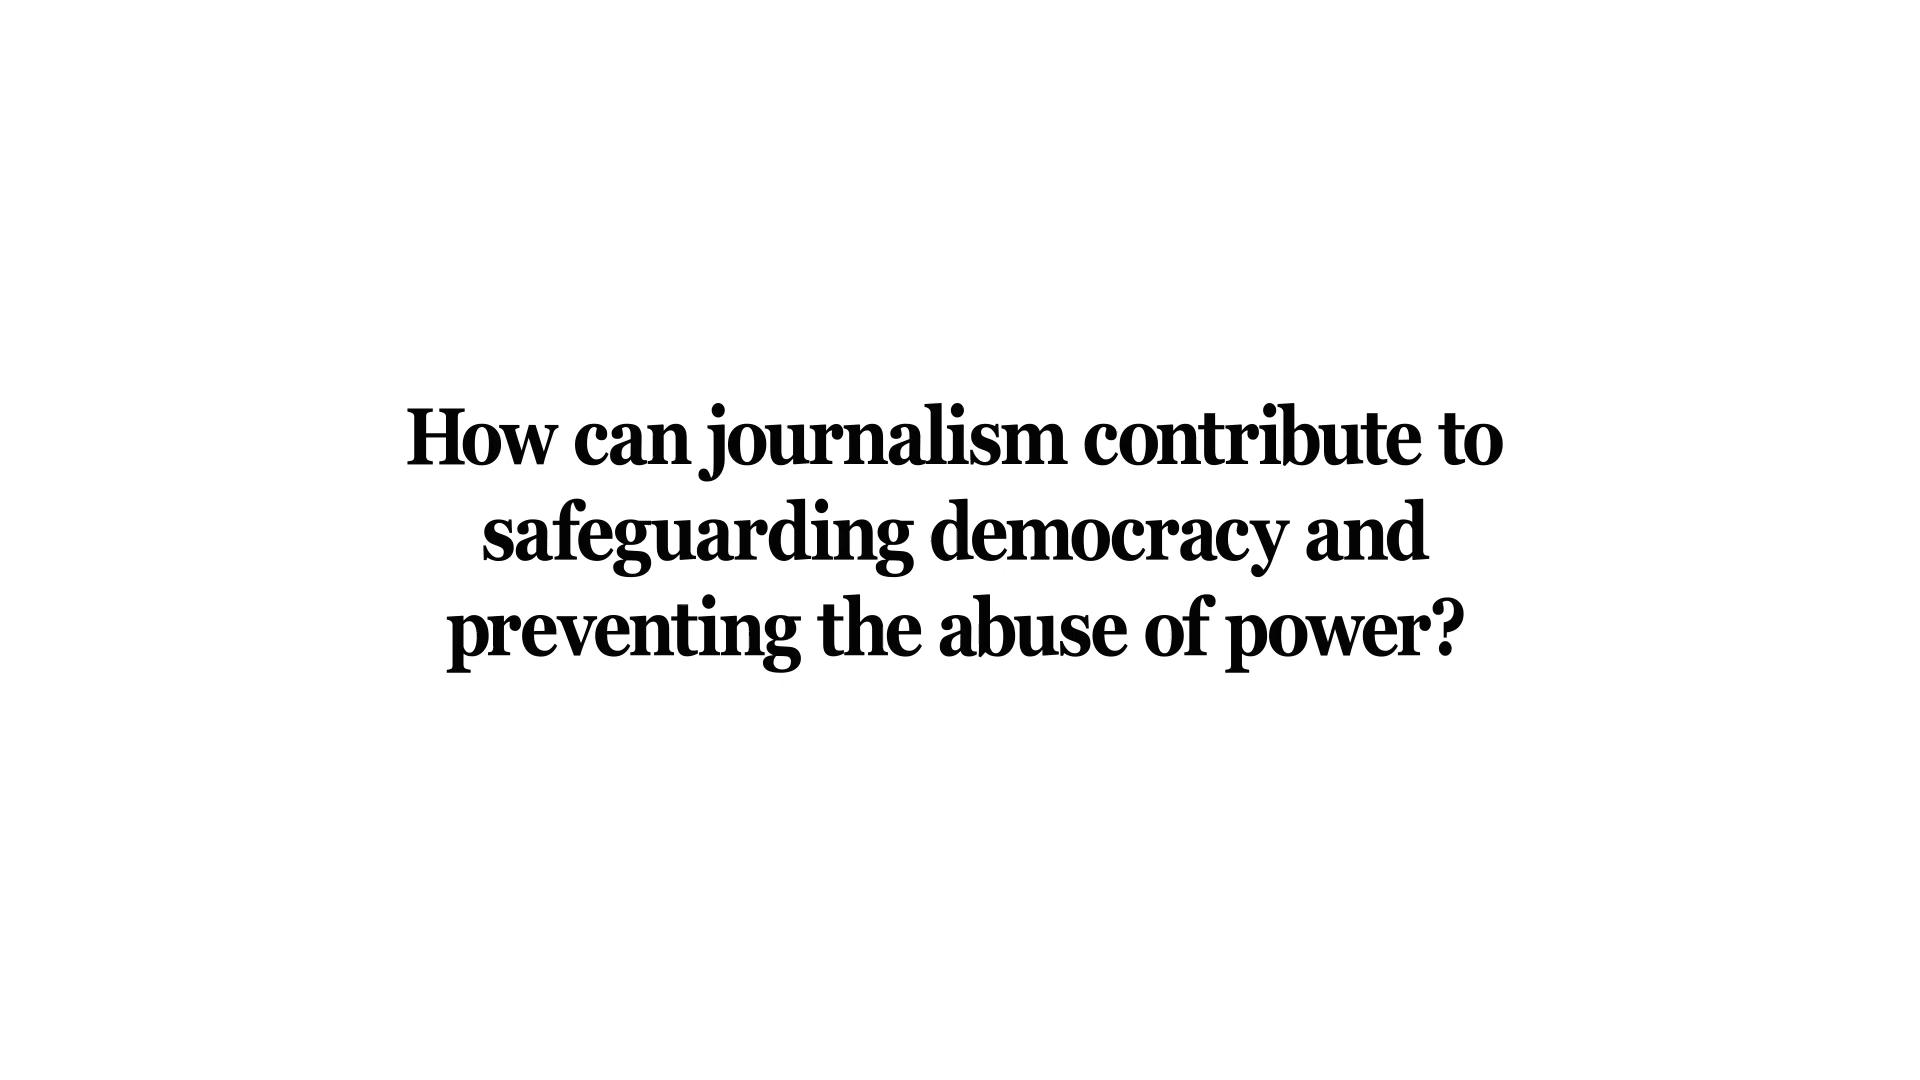 How can journalism contribute to
safeguarding democracy and
preventing the abuse of power?